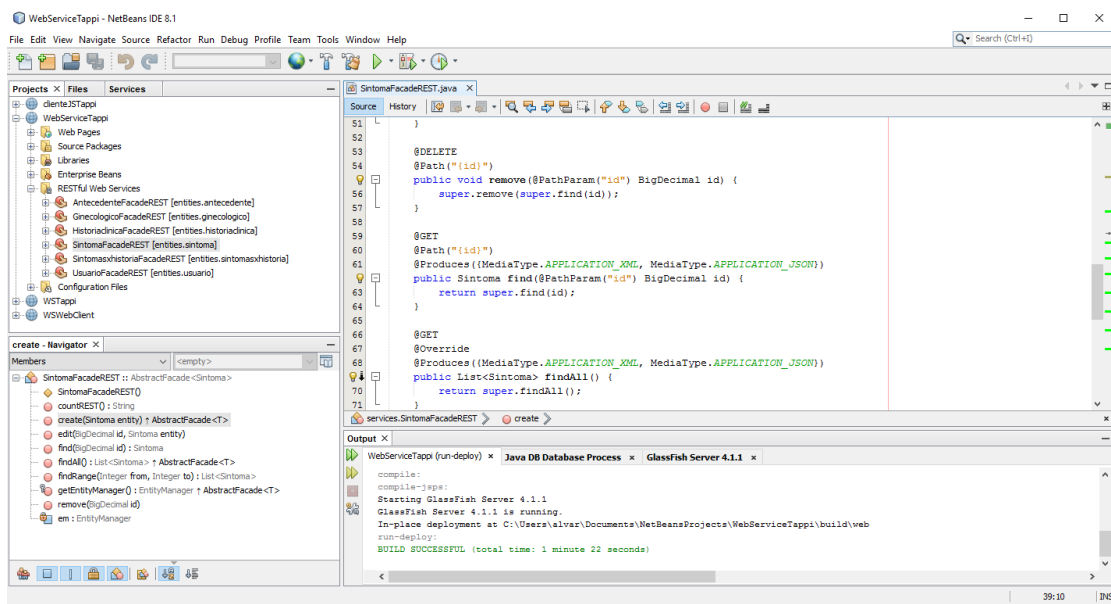 WebServiceTappi - NetBeans IDE 8.1
File Edit View Navigate Source Refactor Run Debug Profile Team Tools Window Help
Search (Ctrl+I)
Projects Files Services
clienteJSTappi
WebServiceTappi
Web Pages
Source Packages
Libraries
Enterprise Beans
RESTful Web Services
AntecedenteFacadeREST [entities.antecedente]
GinecologicoFacadeREST [entities.ginecologico]
HistoriaclinicaFacadeREST [entities.historiaclinica]
SintomaFacadeREST [entities.sintoma]
SintomasxhistoriaFacadeREST [entities.sintomasxhistoria]
UsuarioFacadeREST [entities.usuario]
Configuration Files
WSTappi
WSWebClient
create - Navigator
Members <empty>
SintomaFacadeREST :: AbstractFacade<Sintoma>
SintomaFacadeREST()
countREST() : String
create(Sintoma entity) ↑ AbstractFacade<T>
edit(BigDecimal id, Sintoma entity)
find(BigDecimal id) : Sintoma
findAll() : List<Sintoma> ↑ AbstractFacade<T>
findRange(Integer from, Integer to) : List<Sintoma>
getEntityManager() : EntityManager ↑ AbstractFacade<T>
remove(BigDecimal id)
em : EntityManager
SintomaFacadeREST.java
Source History
51 }
52
53 @DELETE
54 @Path("{id}")
public void remove(@PathParam("id") BigDecimal id) {
56 super.remove(super.find(id));
57 }
58
59 @GET
60 @Path("{id}")
61 @Produces({MediaType.APPLICATION_XML, MediaType.APPLICATION_JSON})
public Sintoma find(@PathParam("id") BigDecimal id) {
63 return super.find(id);
64 }
65
66 @GET
67 @Override
68 @Produces({MediaType.APPLICATION_XML, MediaType.APPLICATION_JSON})
public List<Sintoma> findAll() {
70 return super.findAll();
71 }
services.SintomaFacadeREST create
Output
WebServiceTappi (run-deploy) Java DB Database Process GlassFish Server 4.1.1
compile:
compile-jsps:
Starting GlassFish Server 4.1.1
GlassFish Server 4.1.1 is running.
In-place deployment at C:\Users\alvar\Documents\NetBeansProjects\WebServiceTappi\build\web
run-deploy:
BUILD SUCCESSFUL (total time: 1 minute 22 seconds)
39:10 INS